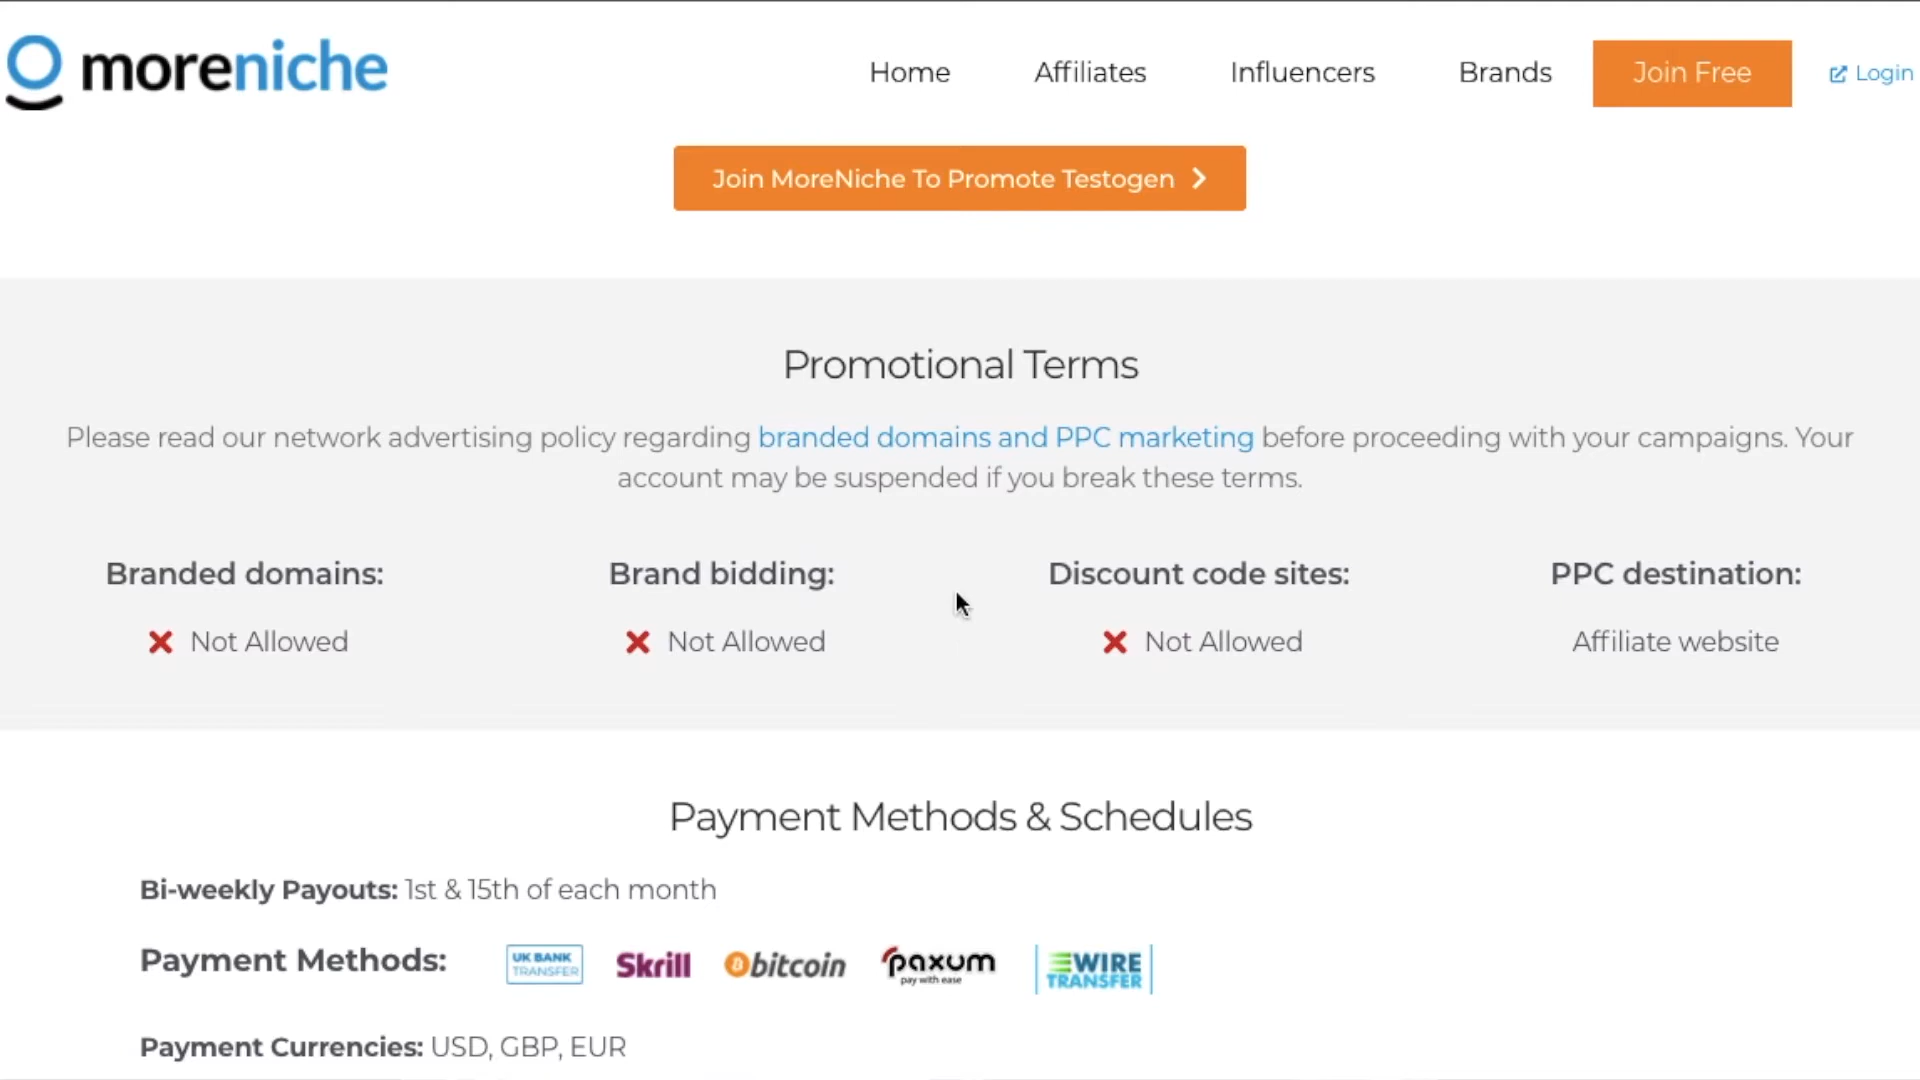 moreniche
Home Affiliates Influencers Brands Join Free Login
Join MoreNiche To Promote Testogen
Promotional Terms
Please read our network advertising policy regarding branded domains and PPC marketing before proceeding with your campaigns. Your
account may be suspended if you break these terms.
Branded domains: Brand bidding: Discount code sites: PPC destination:
Not Allowed Not Allowed Not Allowed Affiliate website
Payment Methods & Schedules
Bi-weekly Payouts: 1st & 15th of each month
Payment Methods: UK BANK TRANSFER Skrill bitcoin paxum pay with ease WIRE TRANSFER
Payment Currencies: USD, GBP, EUR